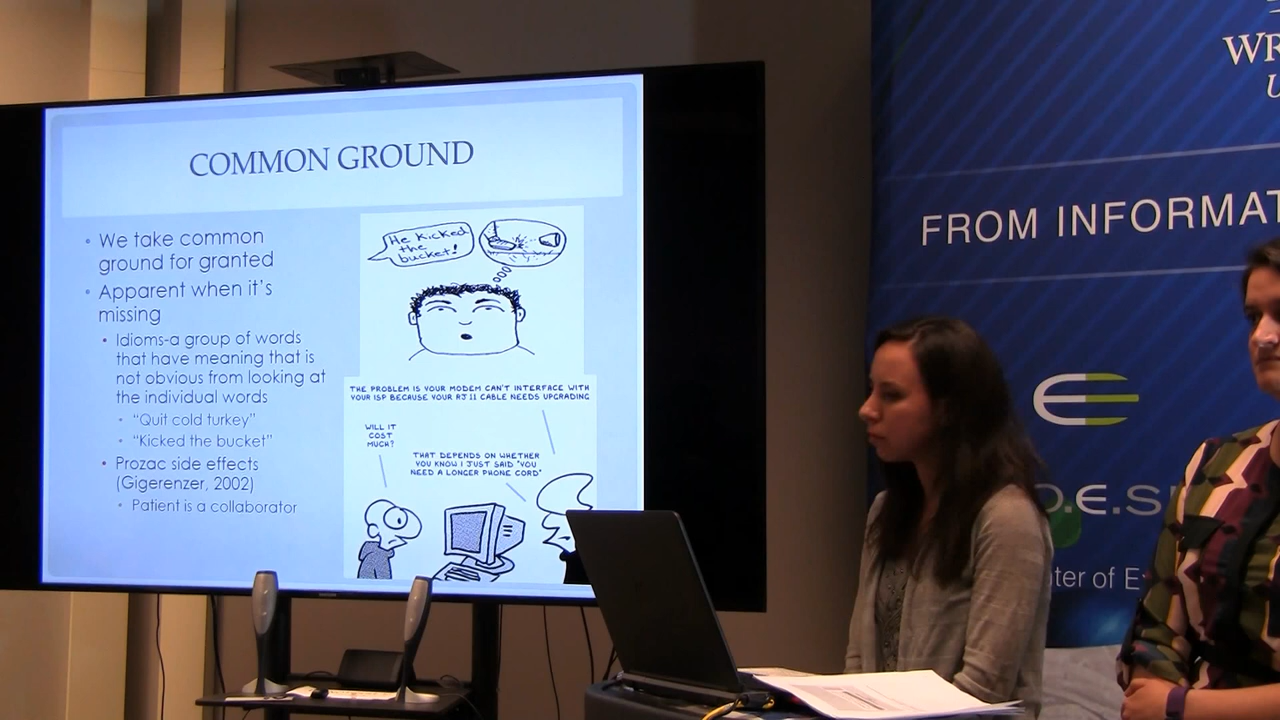 COMMON GROUND
• We take common
ground for granted
• Apparent when it's
missing
• Idioms-a group of words
that have meaning that is
not obvious from looking at
the individual words
• "Quit cold turkey"
• "Kicked the bucket"
• Prozac side effects
(Gigerenzer, 2002)
• Patient is a collaborator
He Kicked
the
bucket!
THE PROBLEM IS YOUR MODEM CAN'T INTERFACE WITH
YOUR ISP BECAUSE YOUR RJ 11 CABLE NEEDS UPGRADING
WILL IT
COST
MUCH?
THAT DEPENDS ON WHETHER
YOU KNOW I JUST SAID "YOU
NEED A LONGER PHONE CORD"
WR
U
FROM INFORMAT
.E.S
ter of E